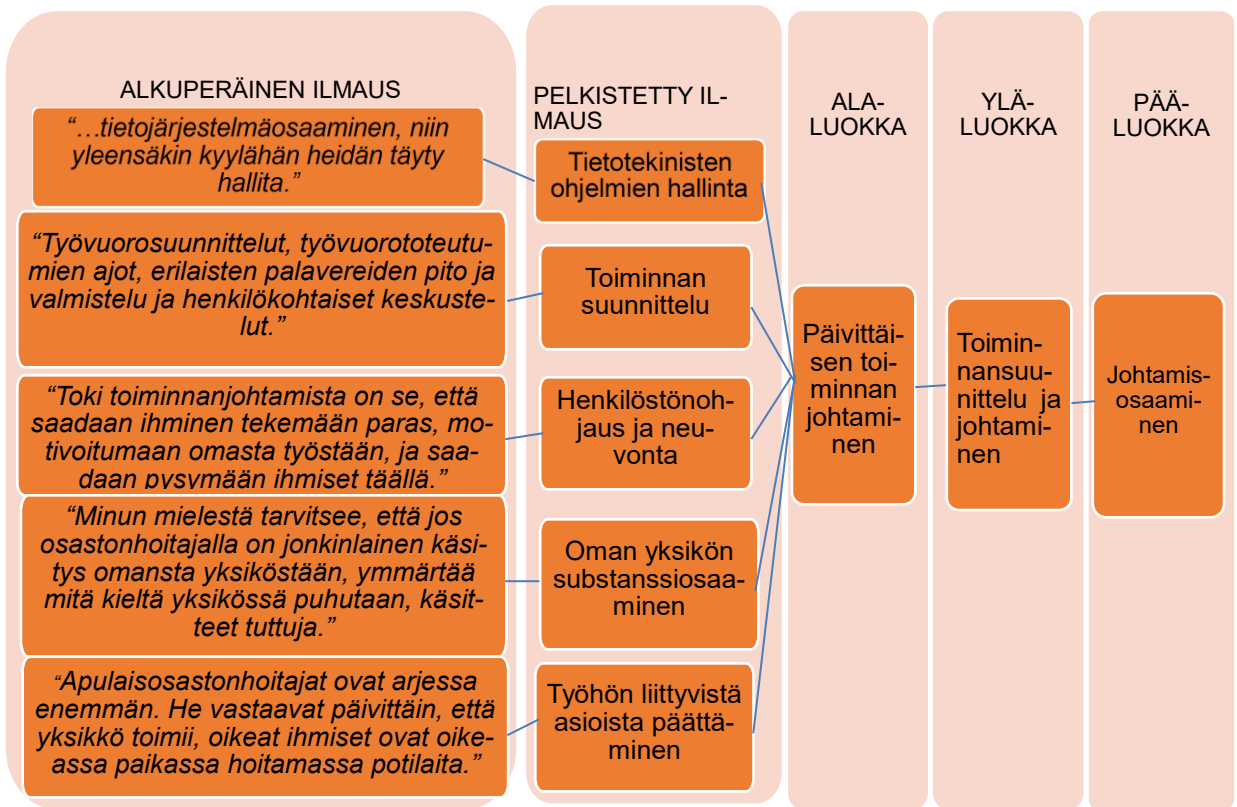 ALKUPERÄINEN ILMAUS
“…tietojärjestelmäosaaminen, niin
yleensäkin kyylähän heidän täyty
hallita.”
“Työvuorosuunnittelut, työvuorototeutu-
mien ajot, erilaisten palavereiden pito ja
valmistelu ja henkilökohtaiset keskuste-
lut.”
“Toki toiminnanjohtamista on se, että
saadaan ihminen tekemään paras, mo-
tivoitumaan omasta työstään, ja saa-
daan pysymään ihmiset täällä.”
“Minun mielestä tarvitsee, että jos
osastonhoitajalla on jonkinlainen käsi-
tys omansta yksiköstään, ymmärtää
mitä kieltä yksikössä puhutaan, käsit-
teet tuttuja.”
“Apulaisosastonhoitajat ovat arjessa
enemmän. He vastaavat päivittäin, että
yksikkö toimii, oikeat ihmiset ovat oike-
assa paikassa hoitamassa potilaita.”
PELKISTETTY IL-
MAUS
Tietotekinisten
ohjelmien hallinta
Toiminnan
suunnittelu
Henkilöstönoh-
jaus ja neu-
vonta
Oman yksikön
substanssiosaa-
minen
Työhön liittyvistä
asioista päättä-
minen
ALA-
LUOKKA
Päivittäi-
sen toi-
minnan
johtami-
nen
YLÄ-
LUOKKA
Toimin-
nansuu-
nittelu ja
johtami-
nen
PÄÄ-
LUOKKA
Johtamis-
osaami-
nen